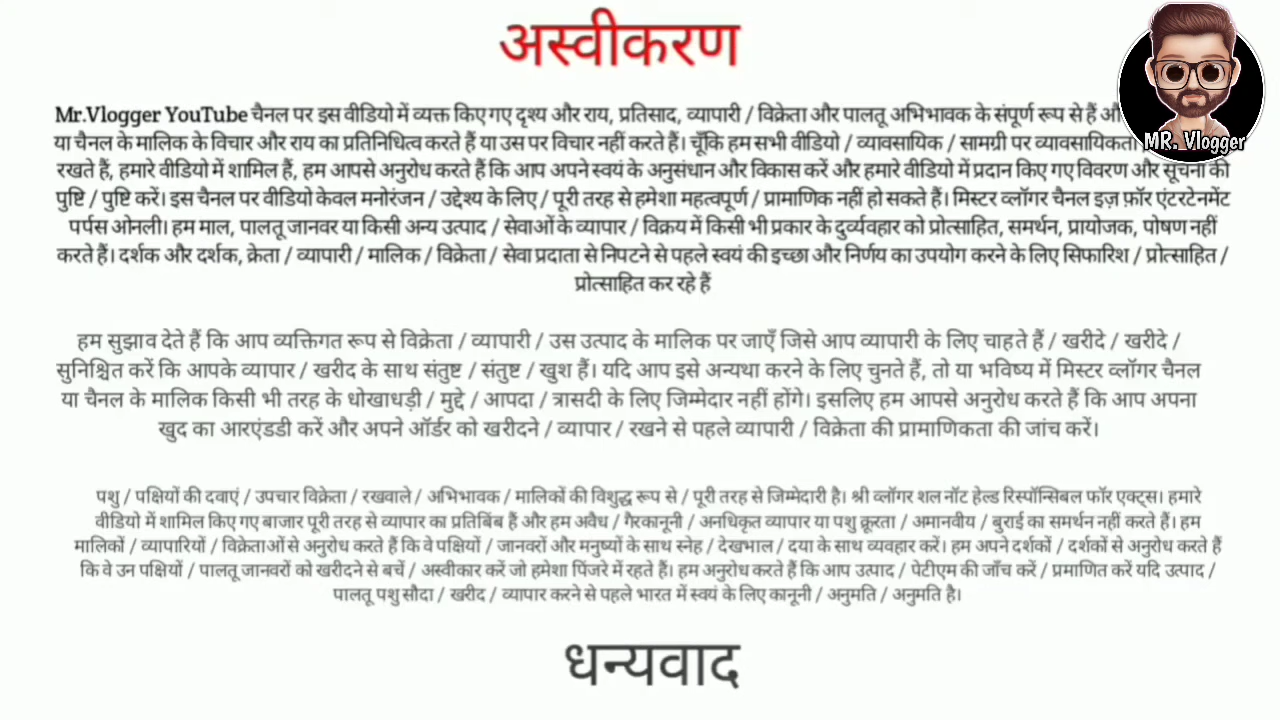 अस्वीकरण
Mr.Vlogger YouTube चैनल पर इस वीडियो में व्यक्त किए गए दृश्य और राय, प्रतिसाद, व्यापारी / विक्रेता और पालतू अभिभावक के संपूर्ण रूप से हैं
या चैनल के मालिक के विचार और राय का प्रतिनिधित्व करते हैं या उस पर विचार नहीं करते हैं। चूँकि हम सभी वीडियो / व्यावसायिक / सामग्री पर
रखते हैं, हमारे वीडियो में शामिल हैं, हम आपसे अनुरोध करते हैं कि आप अपने स्वयं के अनुसंधान और विकास करें और हमारे वीडियो में प्रदान किए गए विवरण और सूचना की
पुष्टि / पुष्टि करें। इस चैनल पर वीडियो केवल मनोरंजन / उद्देश्य के लिए / पूरी तरह से हमेशा महत्वपूर्ण / प्रामाणिक नहीं हो सकते हैं। मिस्टर व्लॉगर चैनल इज़ फ़ॉर एंटरटेनमेंट
पर्पस ओनली। हम माल, पालतू जानवर या किसी अन्य उत्पाद / सेवाओं के व्यापार / विक्रय में किसी भी प्रकार के दुर्व्यवहार को प्रोत्साहित, समर्थन, प्रायोजक, पोषण नहीं
करते हैं। दर्शक और दर्शक, क्रेता / व्यापारी / मालिक / विक्रेता / सेवा प्रदाता से निपटने से पहले स्वयं की इच्छा और निर्णय का उपयोग करने के लिए सिफारिश / प्रोत्साहित /
प्रोत्साहित कर रहे हैं
हम सुझाव देते हैं कि आप व्यक्तिगत रूप से विक्रेता / व्यापारी / उस उत्पाद के मालिक पर जाएँ जिसे आप व्यापारी के लिए चाहते हैं / खरीदे / खरीदे /
सुनिश्चित करें कि आपके व्यापार / खरीद के साथ संतुष्ट / संतुष्ट / खुश हैं। यदि आप इसे अन्यथा करने के लिए चुनते हैं, तो या भविष्य में मिस्टर व्लॉगर चैनल
या चैनल के मालिक किसी भी तरह के धोखाधड़ी / मुद्दे / आपदा / त्रासदी के लिए जिम्मेदार नहीं होंगे। इसलिए हम आपसे अनुरोध करते हैं कि आप अपना
खुद का आरएंडडी करें और अपने ऑर्डर को खरीदने / व्यापार / रखने से पहले व्यापारी / विक्रेता की प्रामाणिकता की जांच करें।
पशु / पक्षियों की दवाएं / उपचार विक्रेता / रखवाले / अभिभावक / मालिकों की विशुद्ध रूप से / पूरी तरह से जिम्मेदारी है। श्री व्लॉगर शल नॉट हेल्ड रिस्पॉन्सिबल फॉर एक्ट्स। हमारे
वीडियो में शामिल किए गए बाजार पूरी तरह से व्यापार का प्रतिबिंब हैं और हम अवैध / गैरकानूनी / अनधिकृत व्यापार या पशु क्रूरता / अमानवीय / बुराई का समर्थन नहीं करते हैं। हम
मालिकों / व्यापारियों / विक्रेताओं से अनुरोध करते हैं कि वे पक्षियों / जानवरों और मनुष्यों के साथ स्नेह / देखभाल / दया के साथ व्यवहार करें। हम अपने दर्शकों / दर्शकों से अनुरोध करते हैं
कि वे उन पक्षियों / पालतू जानवरों को खरीदने से बचें / अस्वीकार करें जो हमेशा पिंजरे में रहते हैं। हम अनुरोध करते हैं कि आप उत्पाद / पेटीएम की जाँच करें / प्रमाणित करें यदि उत्पाद /
पालतू पशु सौदा / खरीद / व्यापार करने से पहले भारत में स्वयं के लिए कानूनी / अनुमति / अनुमति है।
धन्यवाद
MR. Vlogger